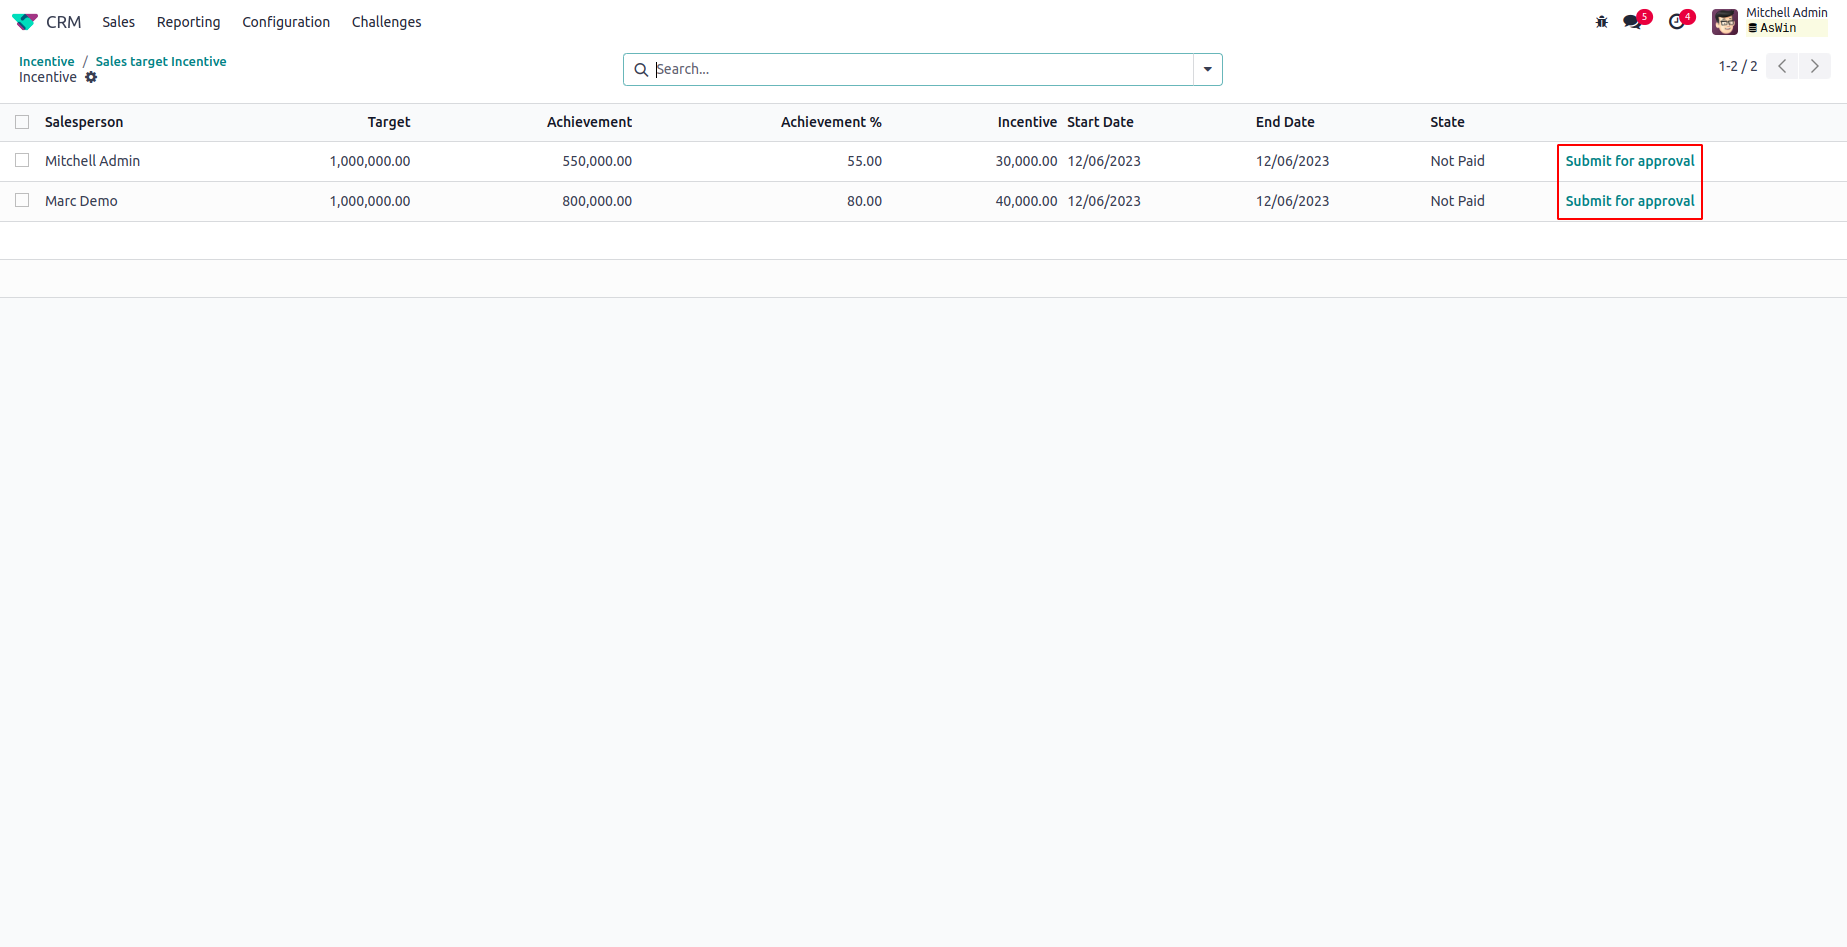 CRM Sales Reporting Configuration Challenges 5 4 Mitchell Admin
AsWin
Incentive / Sales target Incentive
Incentive
Search...
1-2 / 2
Salesperson Target Achievement Achievement % Incentive Start Date End Date State
Mitchell Admin 1,000,000.00 550,000.00 55.00 30,000.00 12/06/2023 12/06/2023 Not Paid Submit for approval
Marc Demo 1,000,000.00 800,000.00 80.00 40,000.00 12/06/2023 12/06/2023 Not Paid Submit for approval